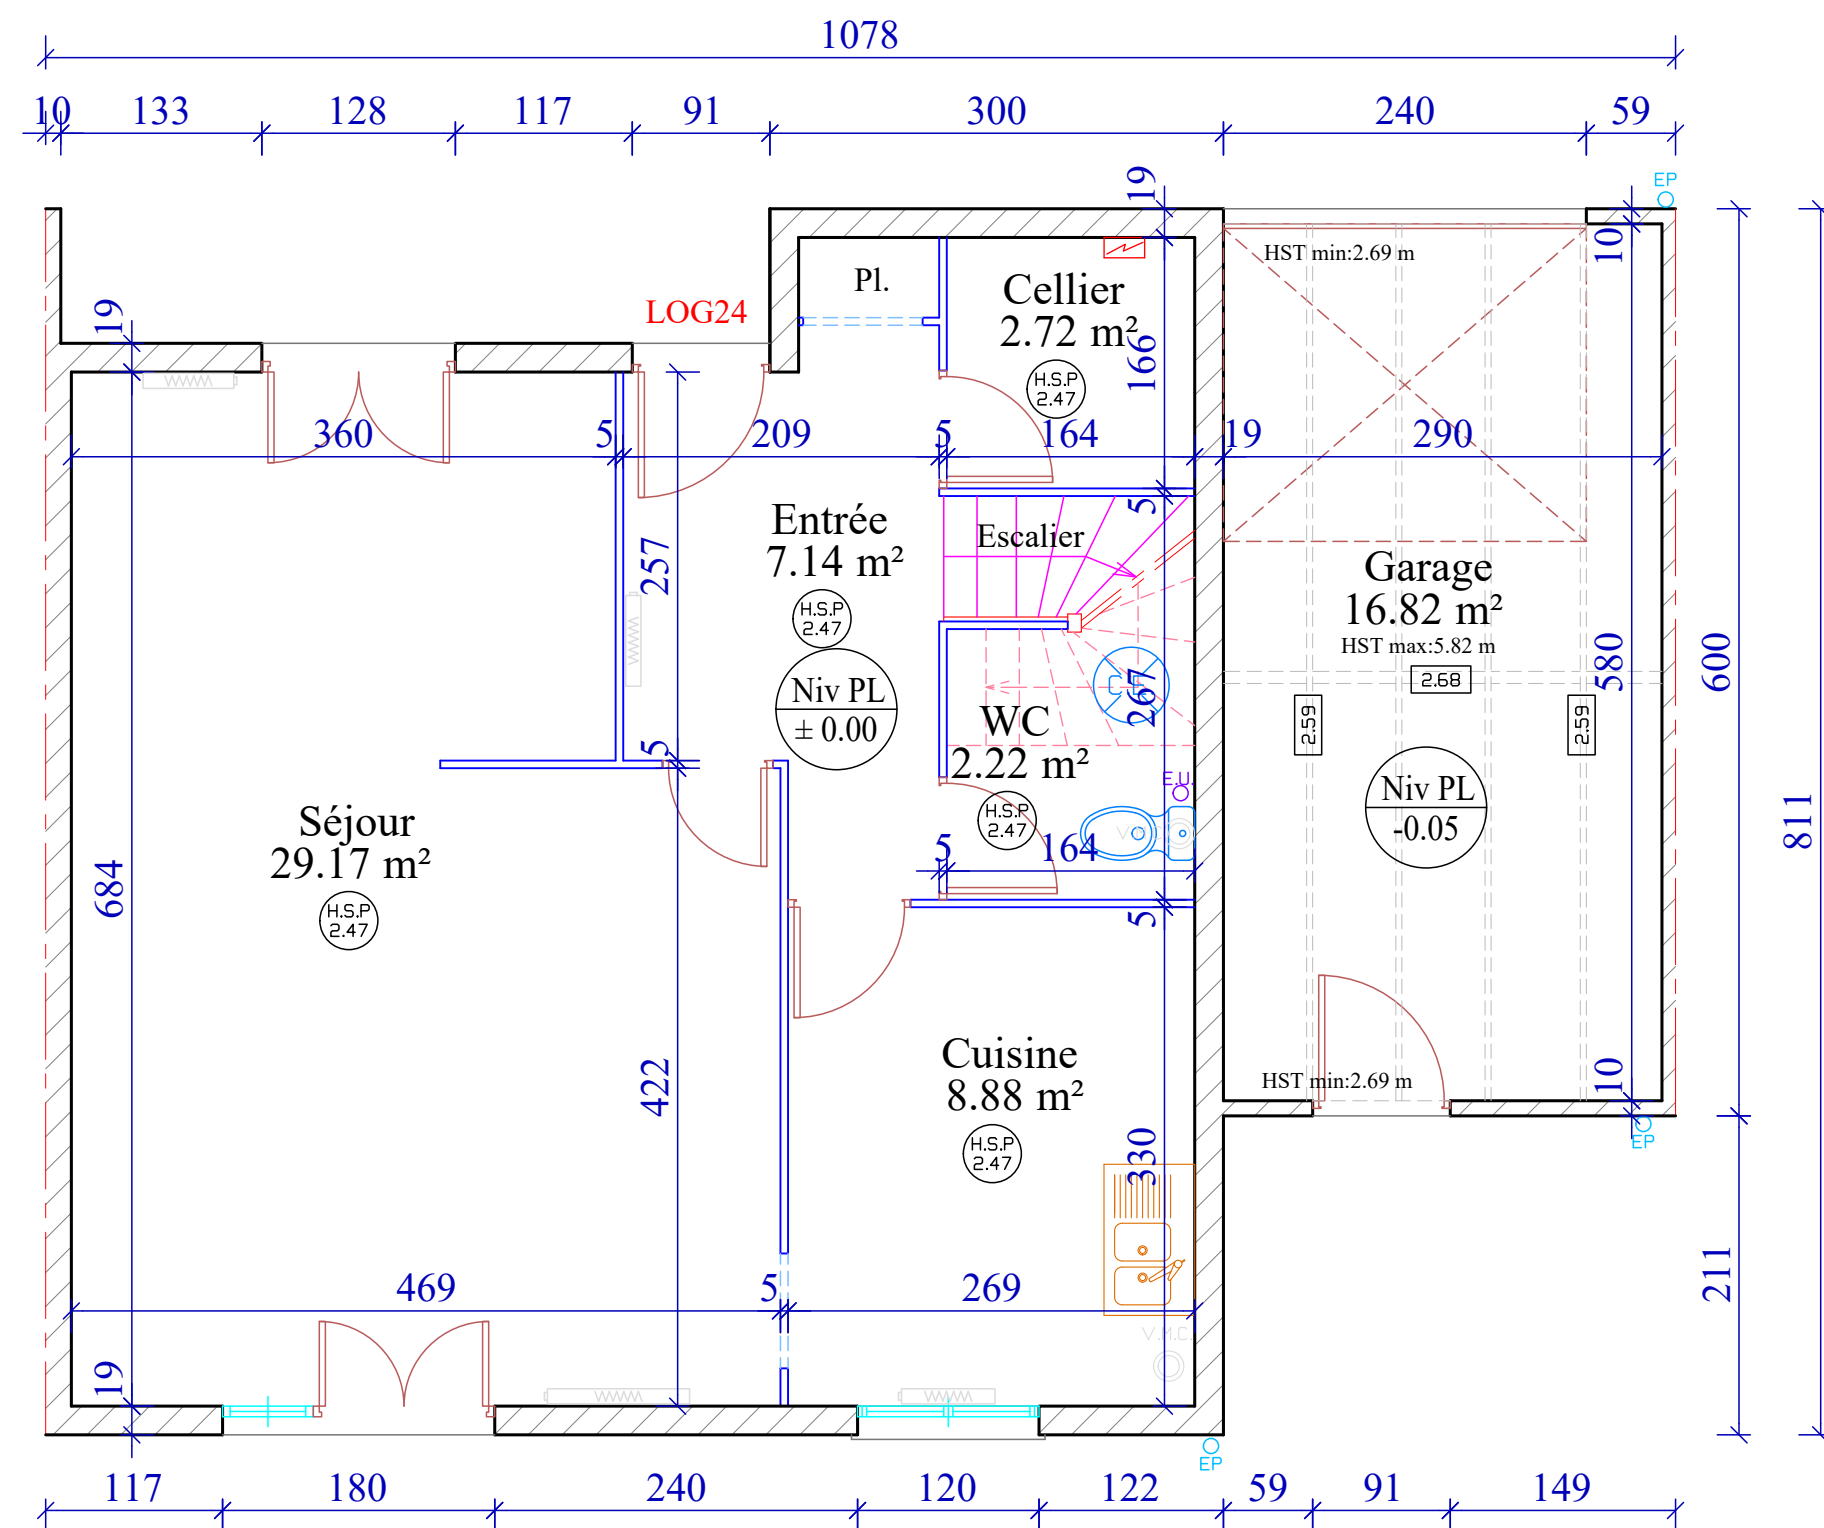 1078
10 133 128 117 91 300 240 59
19
EP
HST min:2.69 m
10
Pl.
Cellier
2.72 m²
LOG24
19
166
H.S.P
2.47
360 5 209 5 164 19 290
5
Entrée
7.14 m²
Escalier
257
Garage
16.82 m²
HST max:5.82 m
H.S.P
2.47
580
600
2.68
Niv PL
± 0.00
267
WC
2.22 m²
2.59
2.59
5
E.U.
Niv PL
-0.05
Séjour
29.17 m²
H.S.P
2.47
V.M.C.
811
5 164
684
H.S.P
2.47
5
Cuisine
8.88 m²
422
HST min:2.69 m
10
EP
H.S.P
2.47
330
211
469 5 269
V.M.C.
19
EP
117 180 240 120 122 59 91 149